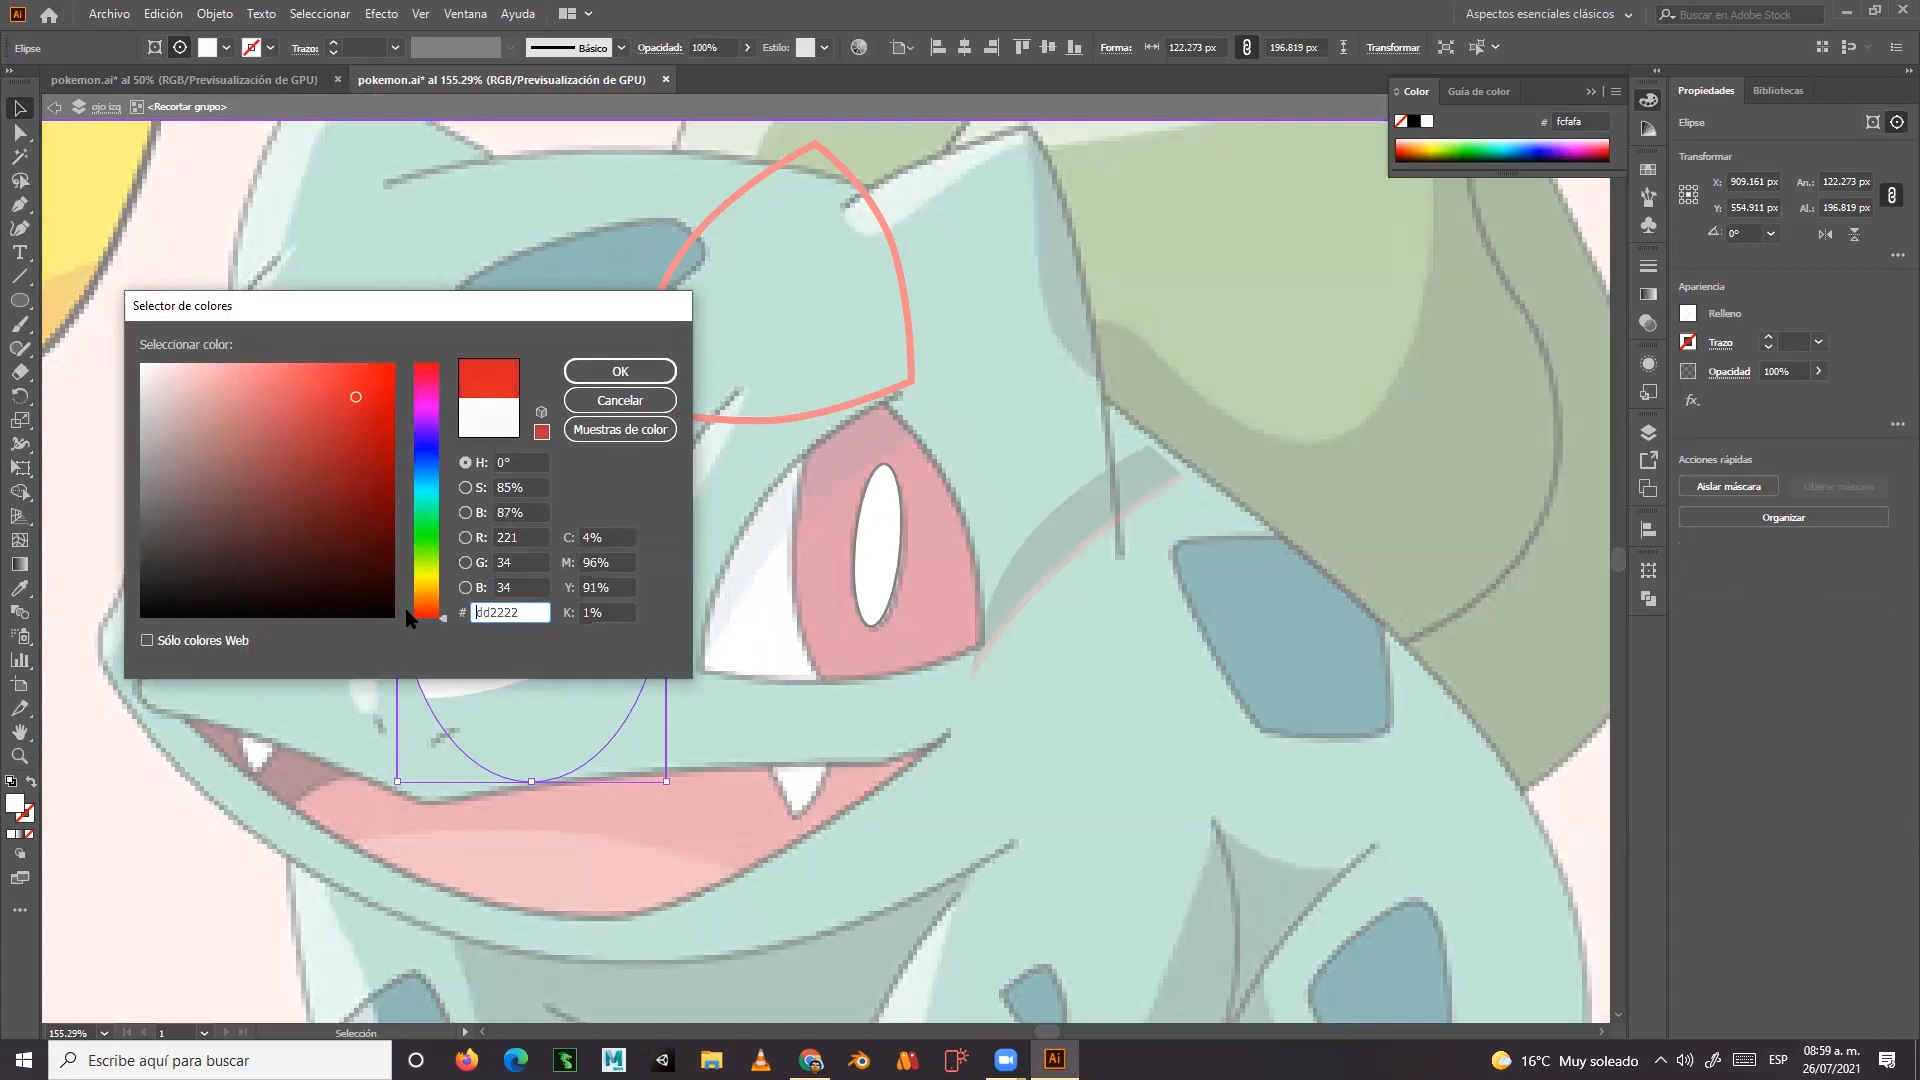 Ai Archivo Edición Objeto Texto Seleccionar Efecto Ver Ventana Ayuda Aspectos esenciales clásicos Buscar en Adobe Stock
Elipse Trazo: Básico Opacidad: 100% Estilo: Forma: 122.273 px 196.819 px Transformar
pokemon.ai* al 50% (RGB/Previsualización de GPU) × pokemon.ai* al 155.29% (RGB/Previsualización de GPU) ×
ojo izq <Recortar grupo>
Color Guía de color
# fcfafa
Propiedades Bibliotecas
Elipse
Transformar
X: 909.161 px An.: 122.273 px
Y: 554.911 px Al.: 196.819 px
0°
Apariencia
Relleno
Trazo
Opacidad 100%
fx.
Acciones rápidas
Aislar máscara Liberar máscara
Organizar
Selector de colores
Seleccionar color:
OK
Cancelar
Muestras de color
H: 0°
S: 85%
B: 87%
R: 221 C: 4%
G: 34 M: 96%
B: 34 Y: 91%
# dd2222 K: 1%
Sólo colores Web
155.29% 1 Selección
Escribe aquí para buscar
Ai
16°C Muy soleado
ESP
08:59 a. m.
26/07/2021